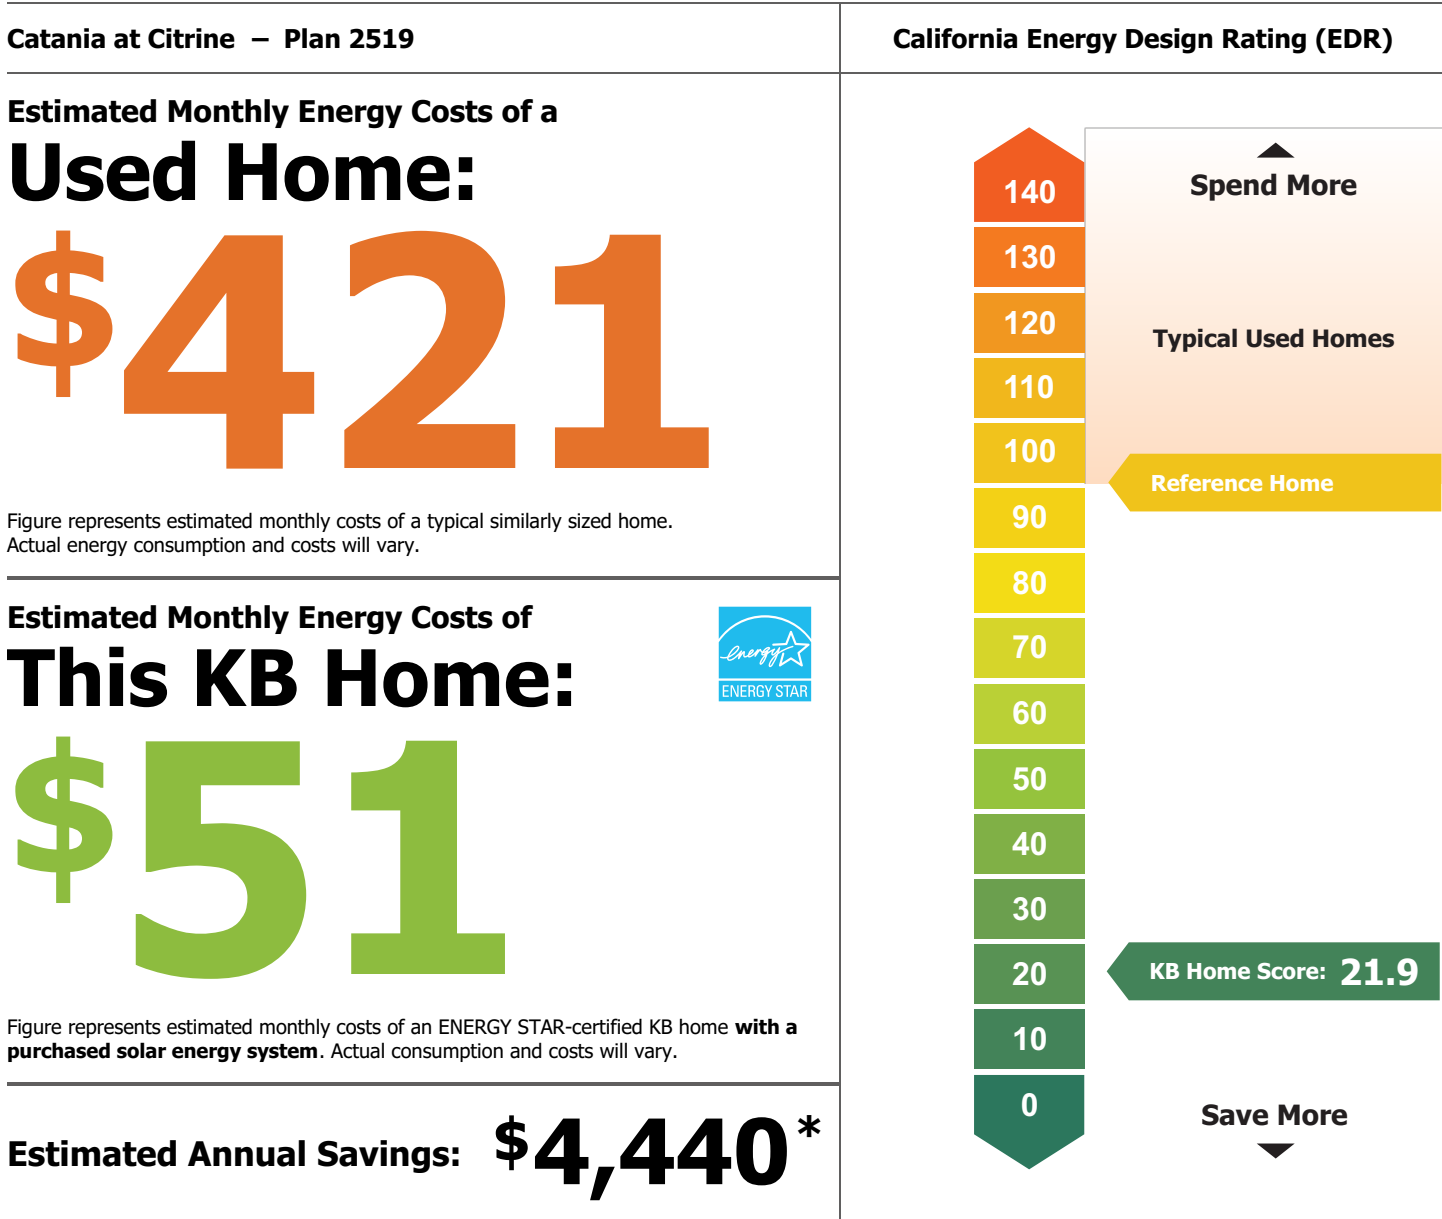 Catania at Citrine – Plan 2519
California Energy Design Rating (EDR)
Estimated Monthly Energy Costs of a
Used Home:
$421
Figure represents estimated monthly costs of a typical similarly sized home.
Actual energy consumption and costs will vary.
Estimated Monthly Energy Costs of
This KB Home:
energy
ENERGY STAR
$51
Figure represents estimated monthly costs of an ENERGY STAR-certified KB home with a
purchased solar energy system. Actual consumption and costs will vary.
Estimated Annual Savings: $4,440*
140
Spend More
130
120
Typical Used Homes
110
100
Reference Home
90
80
70
60
50
40
30
20
KB Home Score: 21.9
10
0
Save More